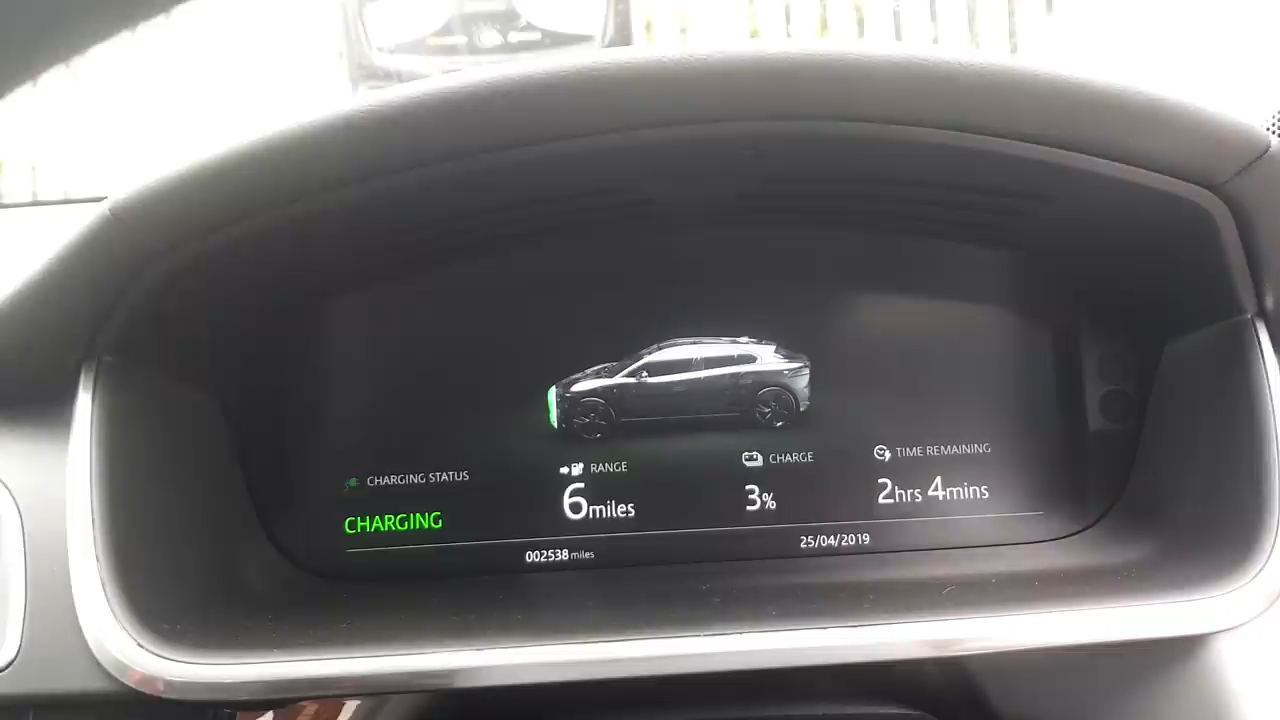 CHARGING STATUS
CHARGING
RANGE
6miles
CHARGE
3%
TIME REMAINING
2hrs 4mins
002538 miles
25/04/2019